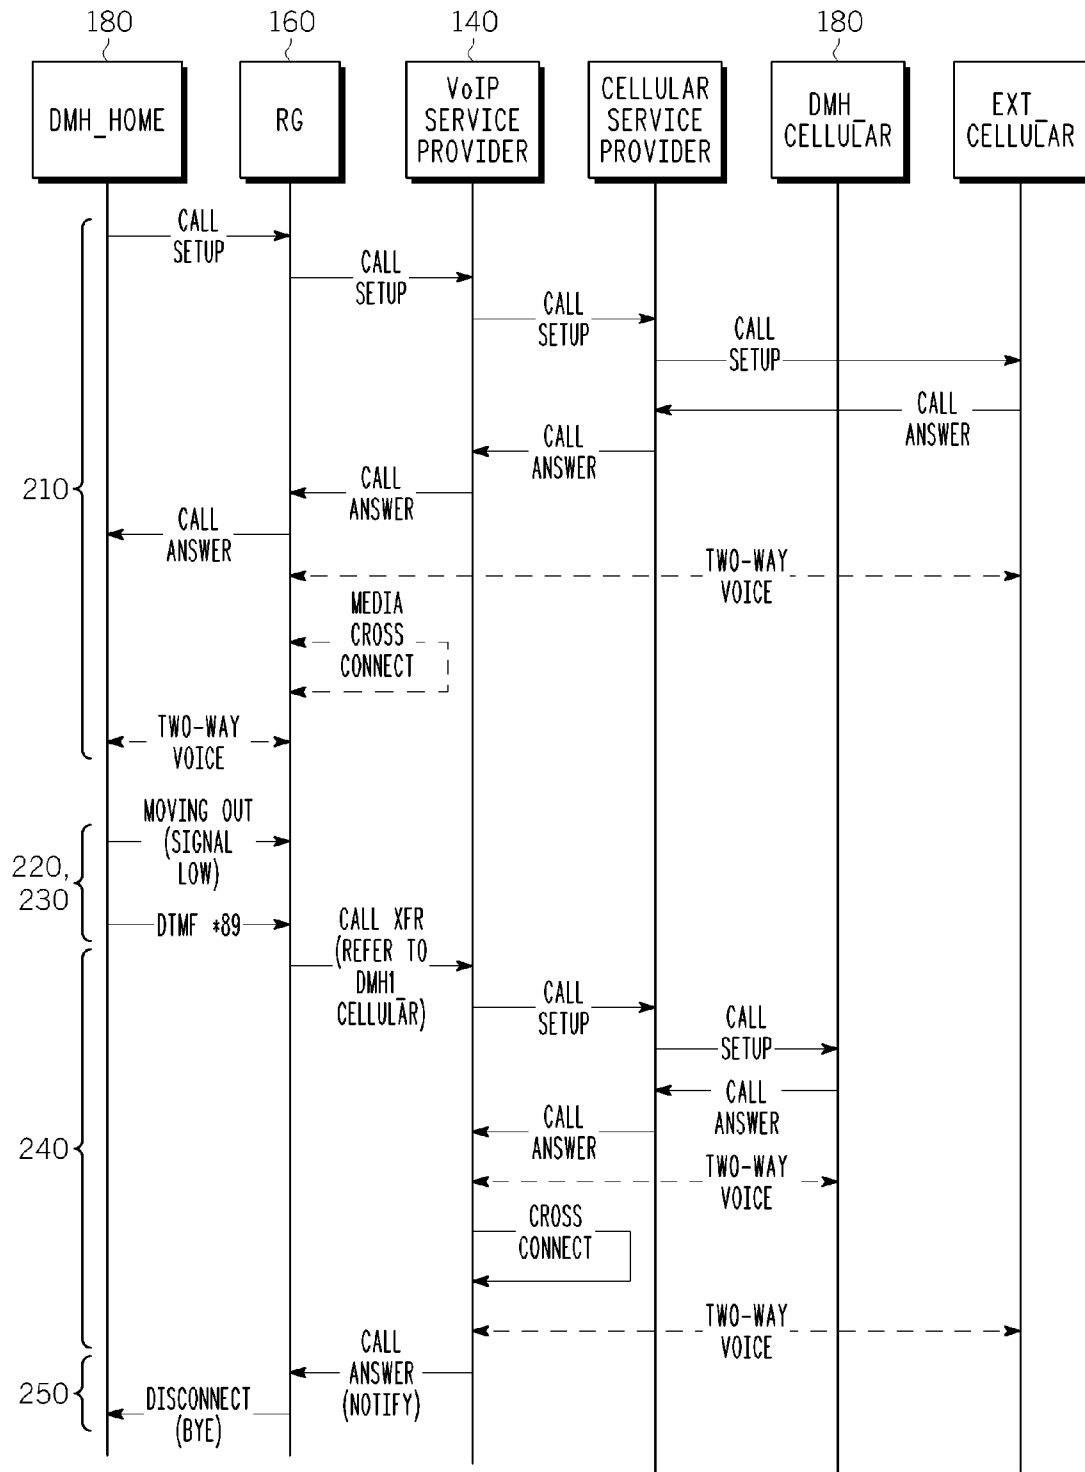 180
160
140
180
DMH_HOME
RG
VoIP
SERVICE
PROVIDER
CELLULAR
SERVICE
PROVIDER
DMH_
CELLULAR
EXT_
CELLULAR
CALL
SETUP
CALL
SETUP
CALL
SETUP
CALL
SETUP
CALL
ANSWER
CALL
ANSWER
CALL
ANSWER
CALL
ANSWER
210
TWO-WAY
VOICE
MEDIA
CROSS
CONNECT
TWO-WAY
VOICE
MOVING OUT
(SIGNAL
LOW)
220,
230
DTMF *89
CALL XFR
(REFER TO
DMH1_
CELLULAR)
CALL
SETUP
CALL
SETUP
CALL
ANSWER
CALL
ANSWER
240
TWO-WAY
VOICE
CROSS
CONNECT
TWO-WAY
VOICE
CALL
ANSWER
(NOTIFY)
250
DISCONNECT
(BYE)